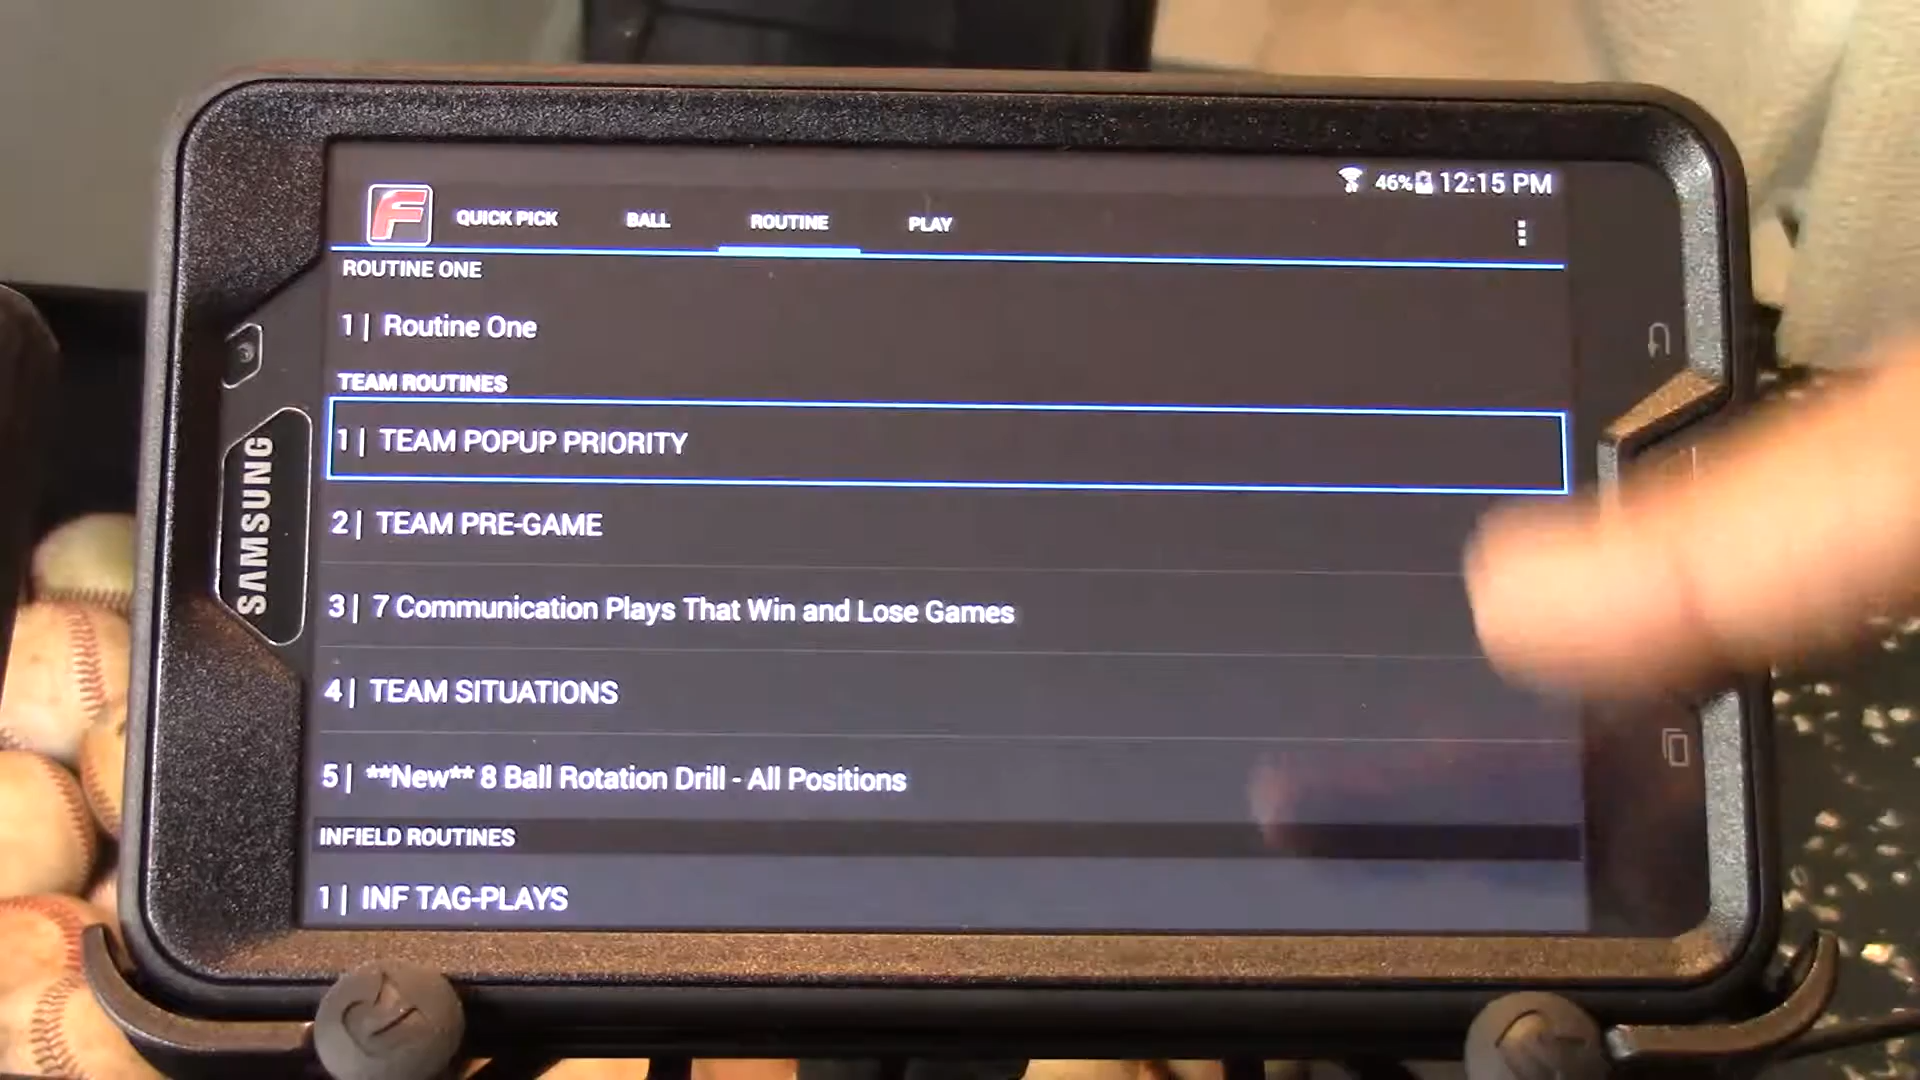 46% 12:15 PM
F QUICK PICK BALL ROUTINE PLAY
ROUTINE ONE
1| Routine One
TEAM ROUTINES
1| TEAM POPUP PRIORITY
2| TEAM PRE-GAME
3| 7 Communication Plays That Win and Lose Games
4| TEAM SITUATIONS
5| **New** 8 Ball Rotation Drill - All Positions
INFIELD ROUTINES
1| INF TAG-PLAYS
SAMSUNG